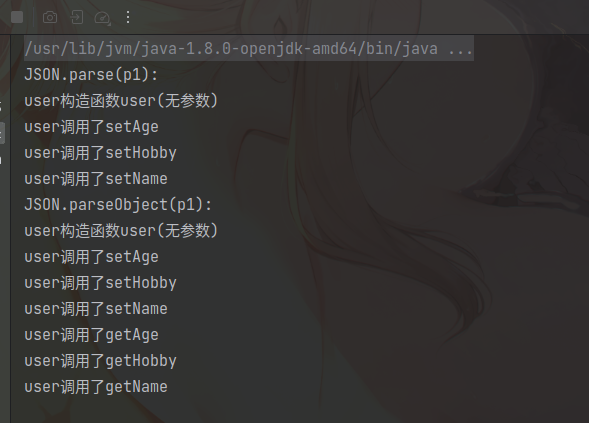 /usr/lib/jvm/java-1.8.0-openjdk-amd64/bin/java ...
JSON.parse(p1):
user构造函数user(无参数)
user调用了setAge
user调用了setHobby
user调用了setName
JSON.parseObject(p1):
user构造函数user(无参数)
user调用了setAge
user调用了setHobby
user调用了setName
user调用了getAge
user调用了getHobby
user调用了getName